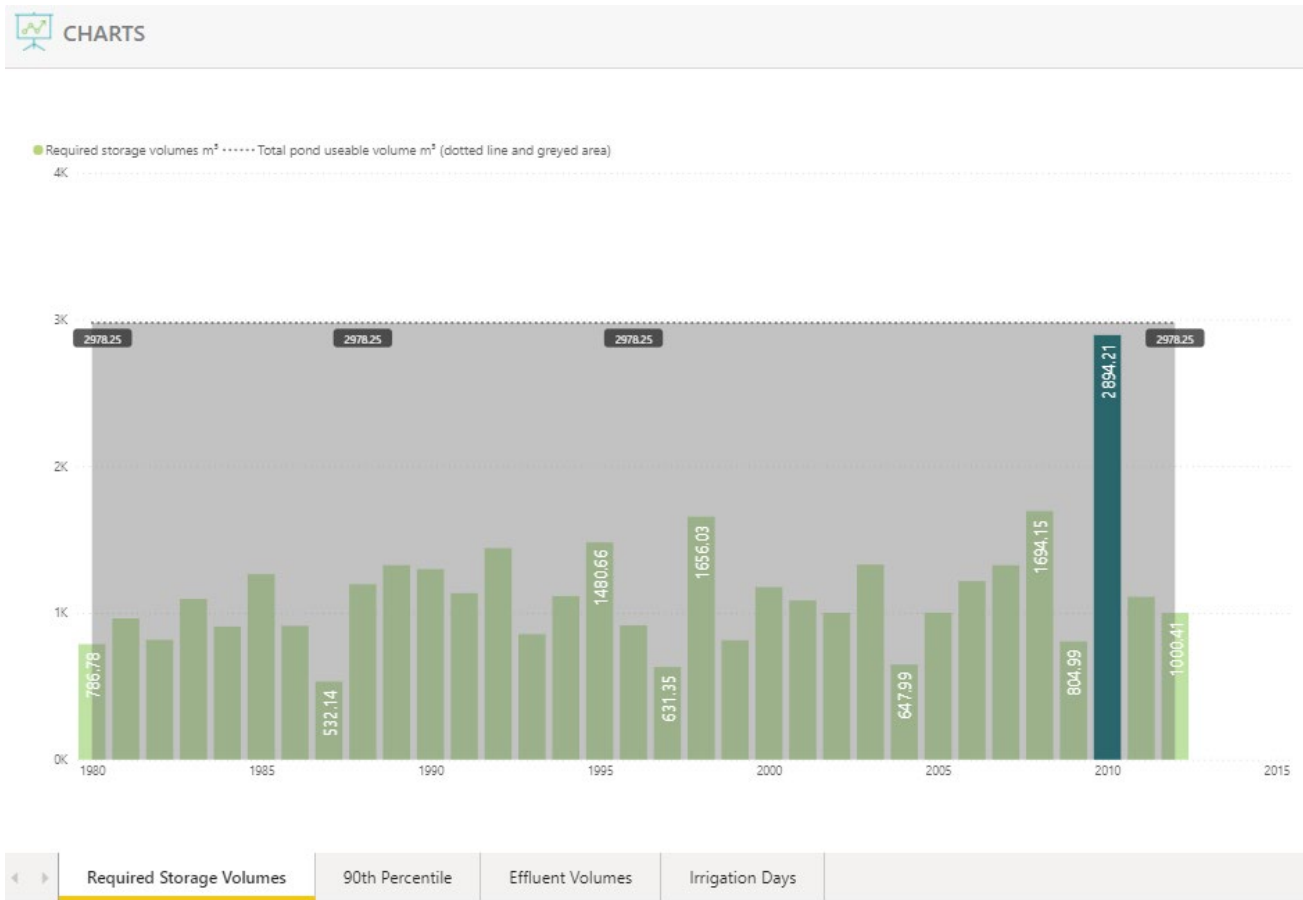 CHARTS
Required storage volumes m³ ······ Total pond useable volume m³ (dotted line and greyed area)
4K
3K
2978.25 2978.25 2978.25 2978.25
2894.21
2K
1694.15
1656.03
1480.66
1K
1000.41
804.99
786.78
647.99
631.35
532.14
0K
1980 1985 1990 1995 2000 2005 2010 2015
Required Storage Volumes 90th Percentile Effluent Volumes Irrigation Days